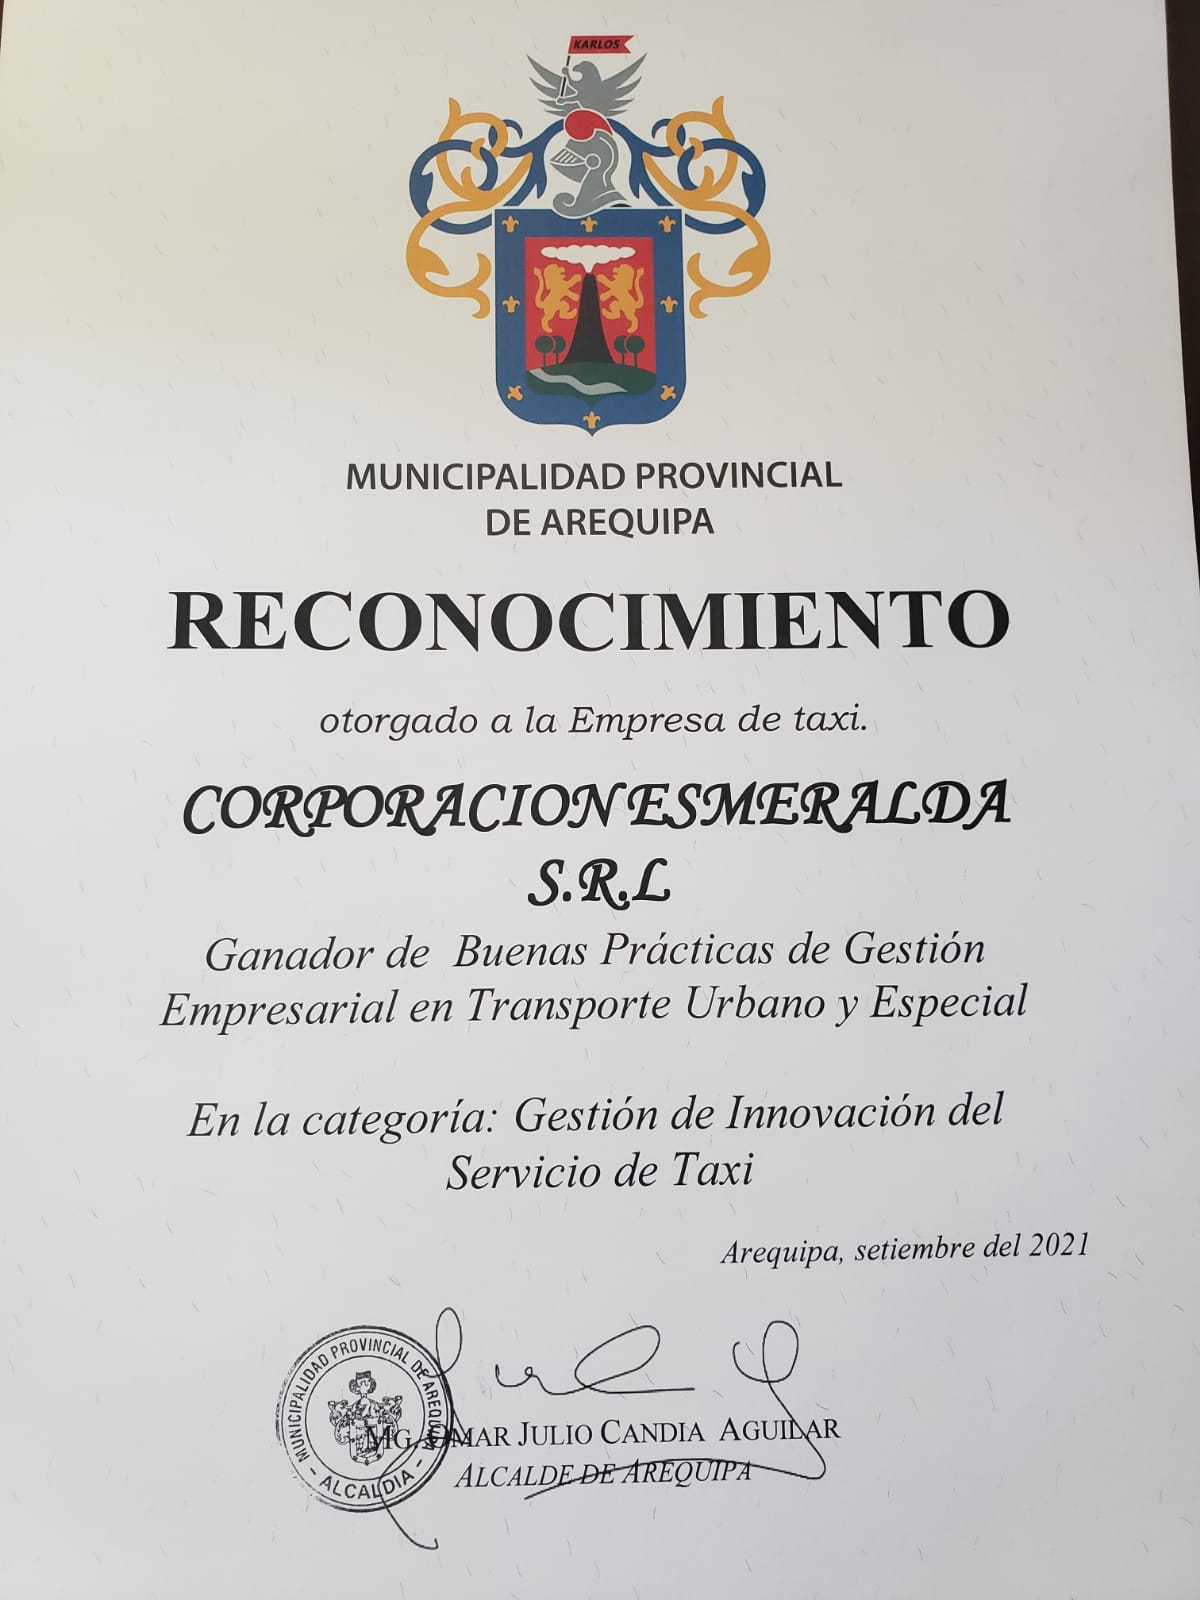 KARLOS
MUNICIPALIDAD PROVINCIAL
DE AREQUIPA
RECONOCIMIENTO
otorgado a la Empresa de taxi.
CORPORACION ESMERALDA
S.R.L
Ganador de Buenas Prácticas de Gestión
Empresarial en Transporte Urbano y Especial
En la categoría: Gestión de Innovación del
Servicio de Taxi
Arequipa, setiembre del 2021
MUNICIPALIDAD PROVINCIAL DE AREQUIPA
- ALCALDIA -
MG. OMAR JULIO CANDIA AGUILAR
ALCALDE DE AREQUIPA